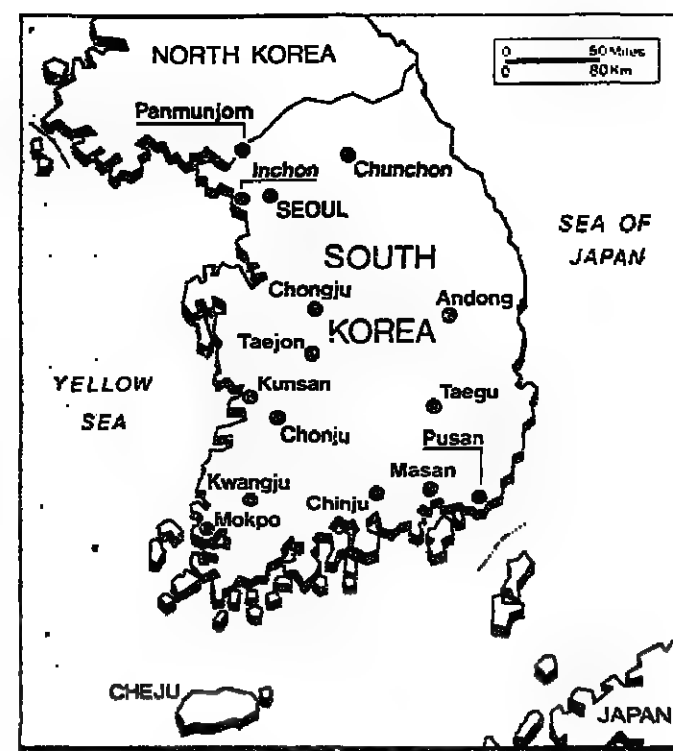 NORTH KOREA
0 50 Miles
0 80 Km
Panmunjom
Inchon
Chunchon
SEOUL
SEA OF
JAPAN
SOUTH
KOREA
Chongju
Andong
Taejon
YELLOW
SEA
Kunsan
Taegu
Chonju
Pusan
Masan
Kwangju
Chinju
Mokpo
CHEJU
JAPAN